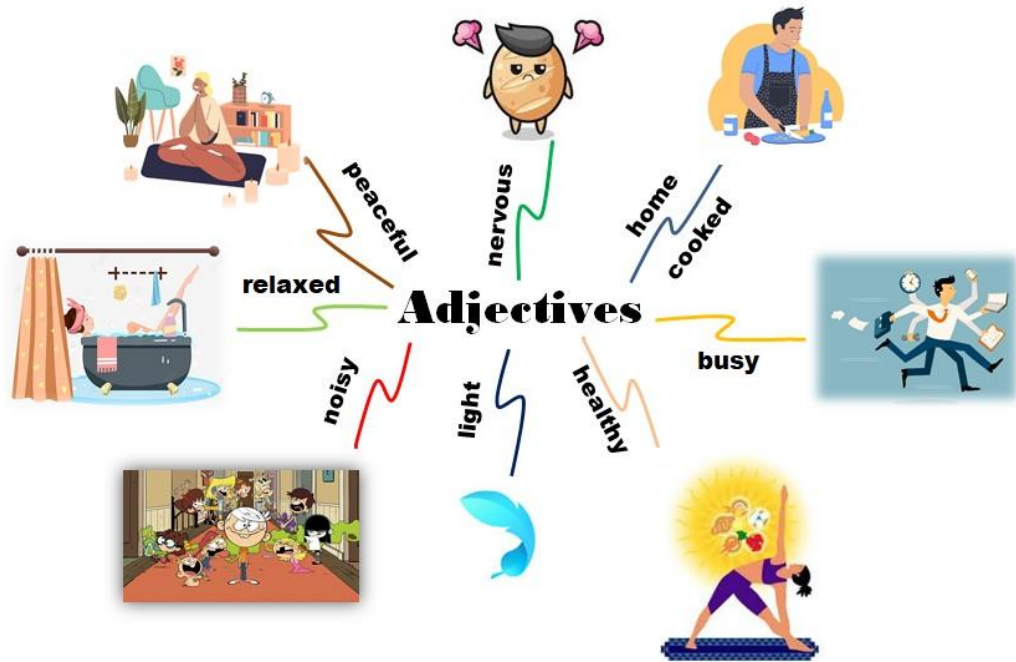 peaceful
nervous
home
cooked
relaxed
Adjectives
busy
noisy
light
healthy